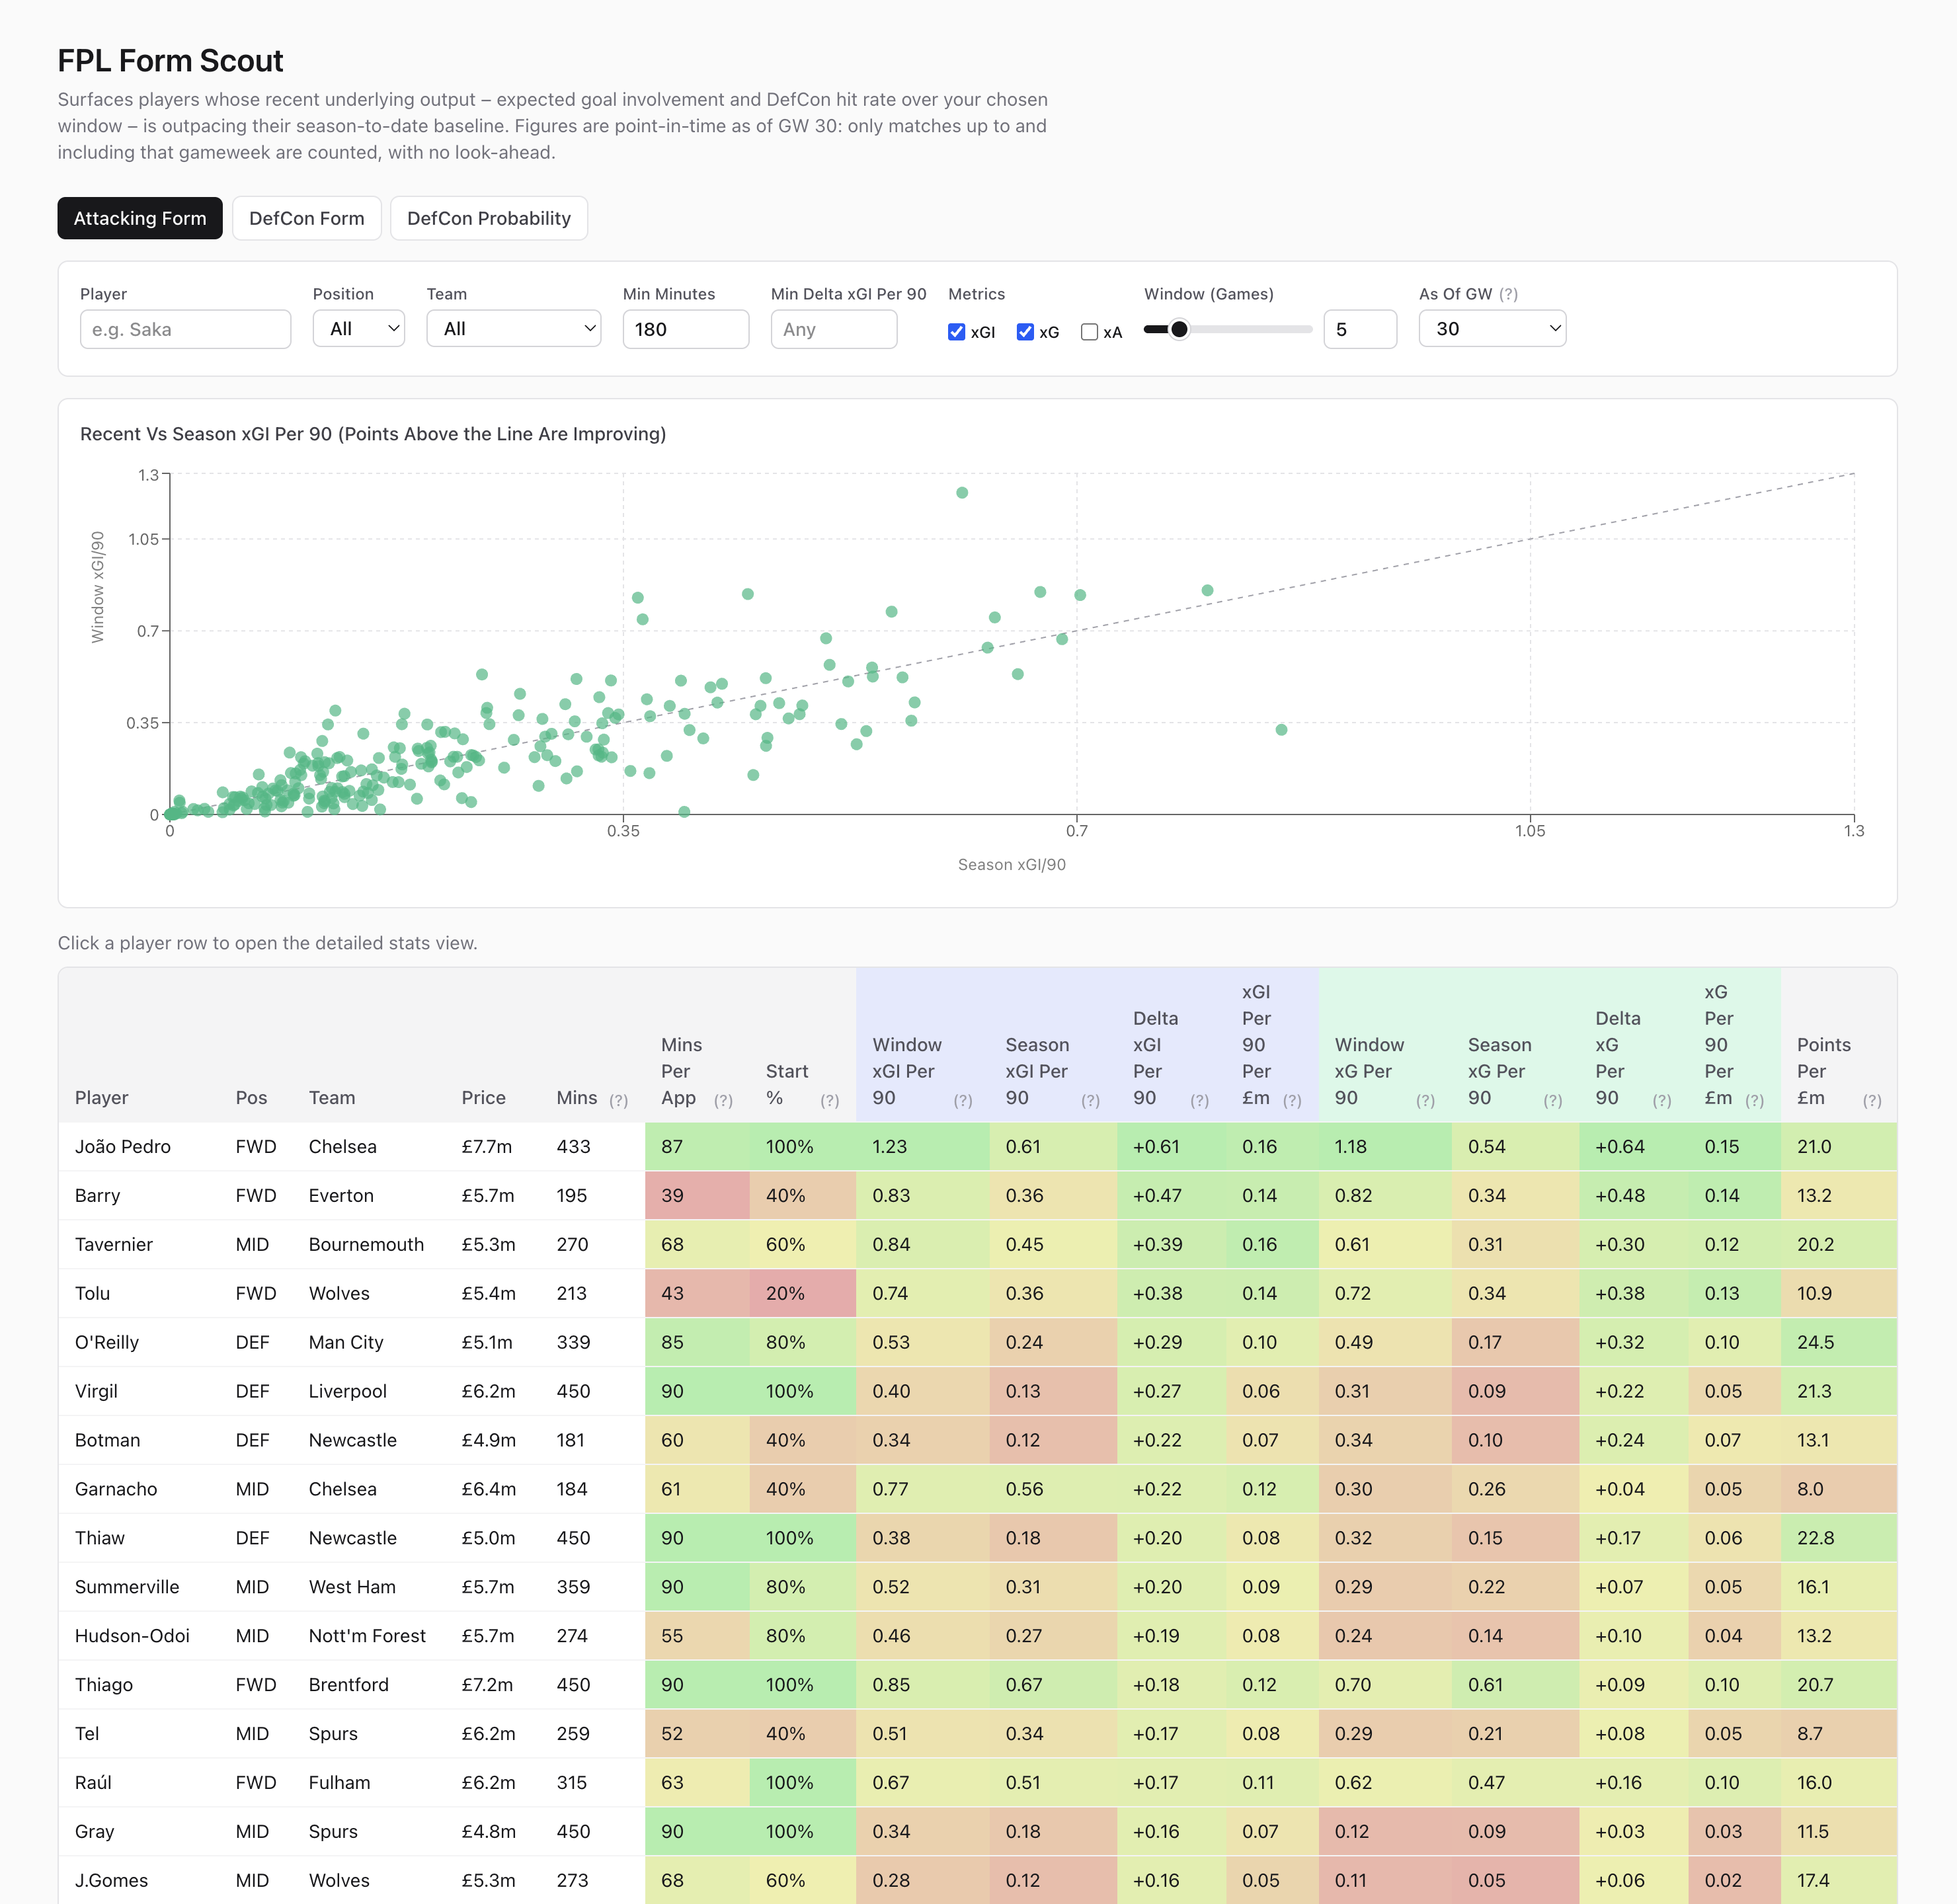 FPL Form Scout
Surfaces players whose recent underlying output – expected goal involvement and DefCon hit rate over your chosen
window – is outpacing their season-to-date baseline. Figures are point-in-time as of GW 30: only matches up to and
including that gameweek are counted, with no look-ahead.
Attacking Form DefCon Form DefCon Probability
Player Position Team Min Minutes Min Delta xGI Per 90 Metrics Window (Games) As Of GW (?)
e.g. Saka All All 180 Any xGI xG xA 5 30
Recent Vs Season xGI Per 90 (Points Above the Line Are Improving)
1.3
1.05
0.7
0.35
0
Window xGI/90
0 0.35 0.7 1.05 1.3
Season xGI/90
Click a player row to open the detailed stats view.
xGI xG
Delta Per Delta Per
Mins Window Season xGI 90 Window Season xG 90 Points
Per Start xGI Per xGI Per Per Per xG Per xG Per Per Per Per
Player Pos Team Price Mins (?) App (?) % (?) 90 (?) 90 (?) 90 (?) £m (?) 90 (?) 90 (?) 90 (?) £m (?) £m (?)
João Pedro FWD Chelsea £7.7m 433 87 100% 1.23 0.61 +0.61 0.16 1.18 0.54 +0.64 0.15 21.0
Barry FWD Everton £5.7m 195 39 40% 0.83 0.36 +0.47 0.14 0.82 0.34 +0.48 0.14 13.2
Tavernier MID Bournemouth £5.3m 270 68 60% 0.84 0.45 +0.39 0.16 0.61 0.31 +0.30 0.12 20.2
Tolu FWD Wolves £5.4m 213 43 20% 0.74 0.36 +0.38 0.14 0.72 0.34 +0.38 0.13 10.9
O'Reilly DEF Man City £5.1m 339 85 80% 0.53 0.24 +0.29 0.10 0.49 0.17 +0.32 0.10 24.5
Virgil DEF Liverpool £6.2m 450 90 100% 0.40 0.13 +0.27 0.06 0.31 0.09 +0.22 0.05 21.3
Botman DEF Newcastle £4.9m 181 60 40% 0.34 0.12 +0.22 0.07 0.34 0.10 +0.24 0.07 13.1
Garnacho MID Chelsea £6.4m 184 61 40% 0.77 0.56 +0.22 0.12 0.30 0.26 +0.04 0.05 8.0
Thiaw DEF Newcastle £5.0m 450 90 100% 0.38 0.18 +0.20 0.08 0.32 0.15 +0.17 0.06 22.8
Summerville MID West Ham £5.7m 359 90 80% 0.52 0.31 +0.20 0.09 0.29 0.22 +0.07 0.05 16.1
Hudson-Odoi MID Nott'm Forest £5.7m 274 55 80% 0.46 0.27 +0.19 0.08 0.24 0.14 +0.10 0.04 13.2
Thiago FWD Brentford £7.2m 450 90 100% 0.85 0.67 +0.18 0.12 0.70 0.61 +0.09 0.10 20.7
Tel MID Spurs £6.2m 259 52 40% 0.51 0.34 +0.17 0.08 0.29 0.21 +0.08 0.05 8.7
Raúl FWD Fulham £6.2m 315 63 100% 0.67 0.51 +0.17 0.11 0.62 0.47 +0.16 0.10 16.0
Gray MID Spurs £4.8m 450 90 100% 0.34 0.18 +0.16 0.07 0.12 0.09 +0.03 0.03 11.5
J.Gomes MID Wolves £5.3m 273 68 60% 0.28 0.12 +0.16 0.05 0.11 0.05 +0.06 0.02 17.4